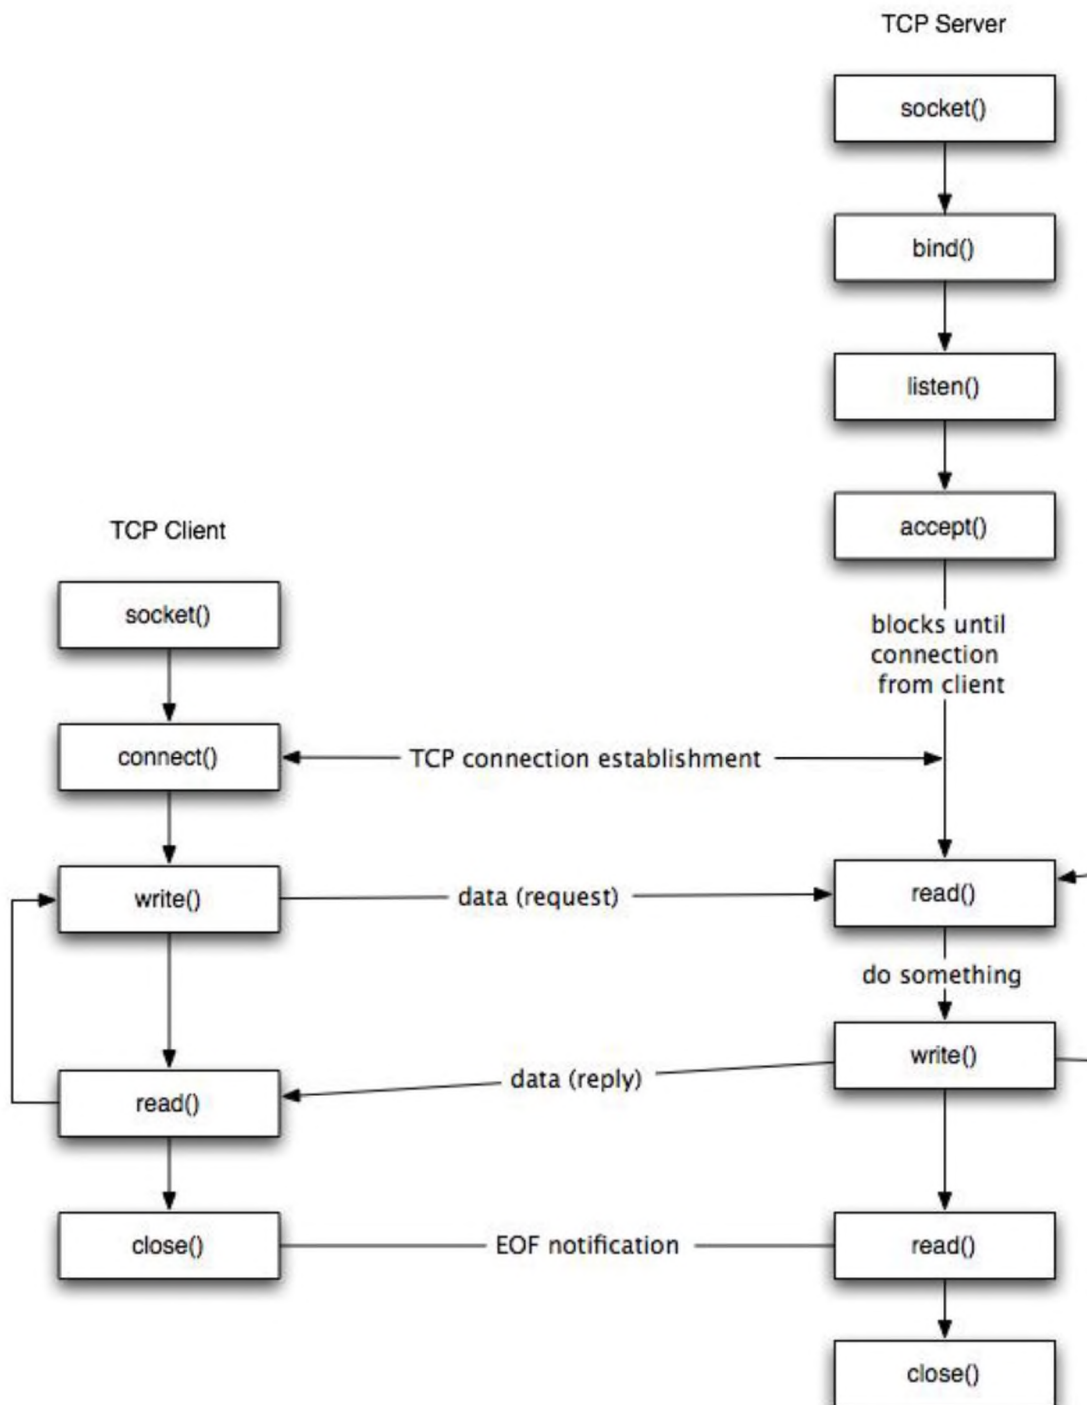 TCP Server
socket()
bind()
listen()
accept()
TCP Client
blocks until
connection
from client
socket()
connect()
TCP connection establishment
write()
data (request)
read()
do something
write()
data (reply)
read()
close()
EOF notification
read()
close()